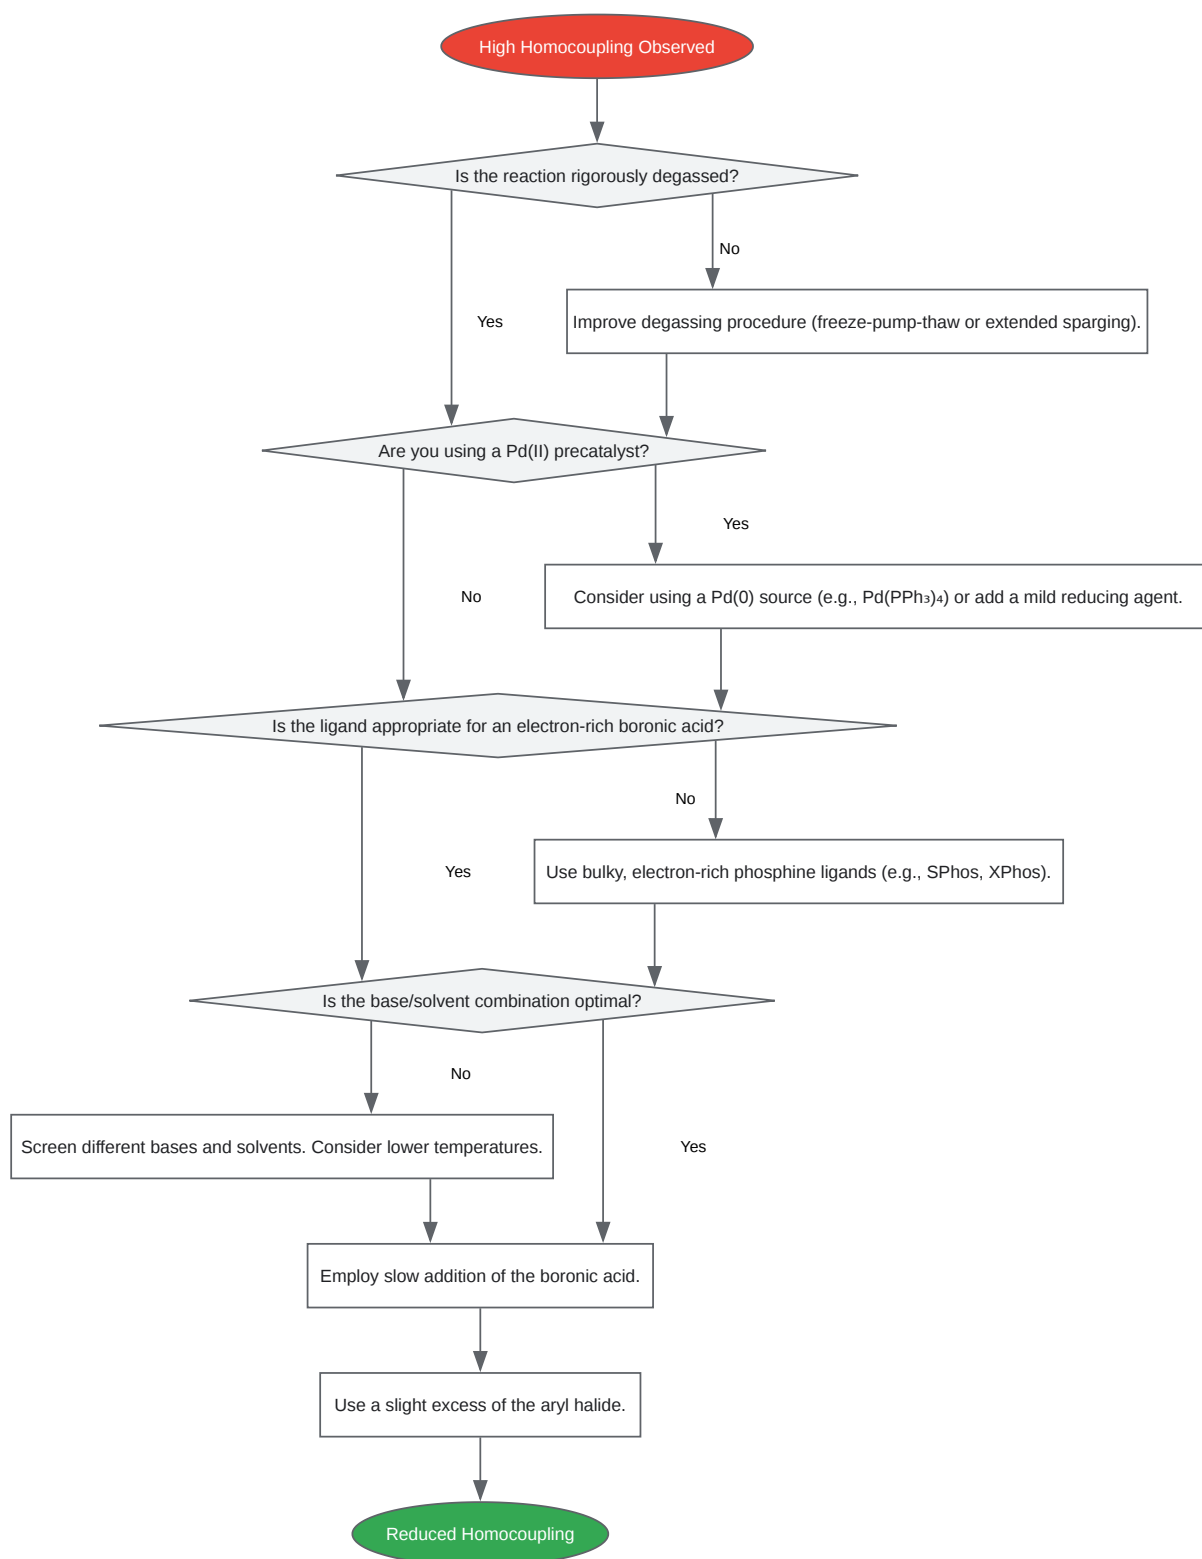 High Homocoupling Observed
Is the reaction rigorously degassed?
No
Yes
Improve degassing procedure (freeze-pump-thaw or extended sparging).
Are you using a Pd(II) precatalyst?
Yes
No
Consider using a Pd(0) source (e.g., Pd(PPh₃)₄) or add a mild reducing agent.
Is the ligand appropriate for an electron-rich boronic acid?
No
Yes
Use bulky, electron-rich phosphine ligands (e.g., SPhos, XPhos).
Is the base/solvent combination optimal?
No
Screen different bases and solvents. Consider lower temperatures.
Yes
Employ slow addition of the boronic acid.
Use a slight excess of the aryl halide.
Reduced Homocoupling